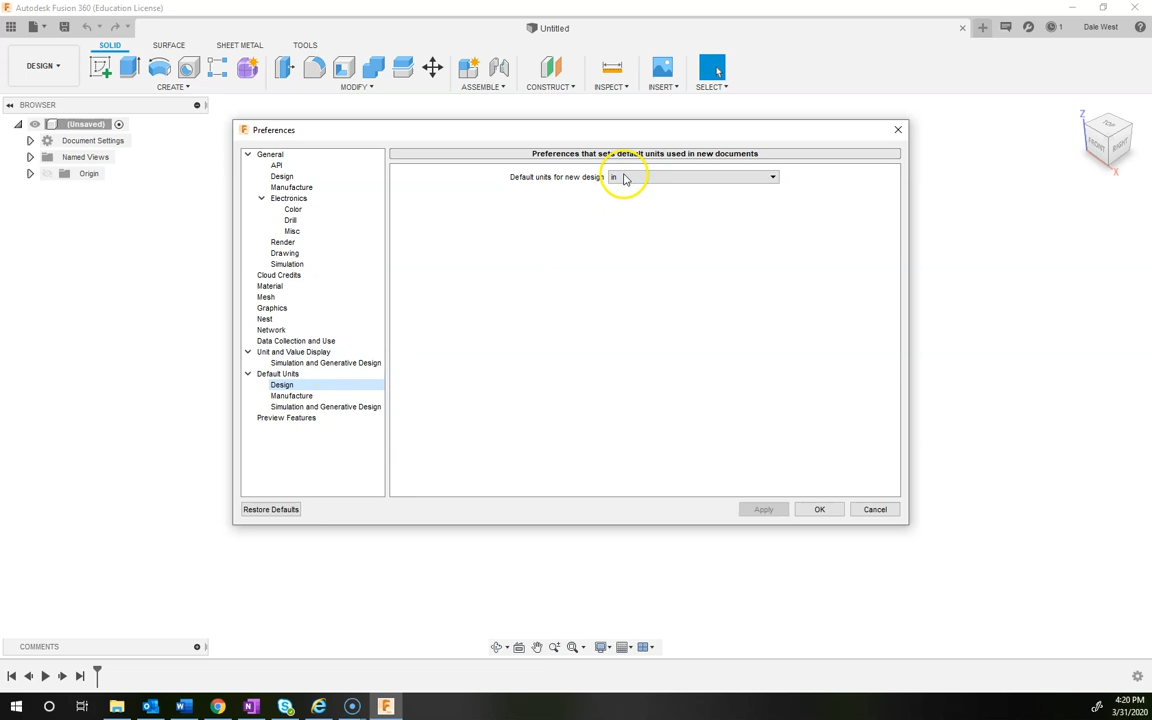 Autodesk Fusion 360 (Education License)
Untitled
1
Dale West
SOLID
SURFACE
SHEET METAL
TOOLS
DESIGN
CREATE
MODIFY
ASSEMBLE
CONSTRUCT
INSPECT
INSERT
SELECT
BROWSER
(Unsaved)
Document Settings
Named Views
Origin
Z
TOP
FRONT
RIGHT
X
Preferences
General
API
Design
Manufacture
Electronics
Color
Drill
Misc
Render
Drawing
Simulation
Cloud Credits
Material
Mesh
Graphics
Nest
Network
Data Collection and Use
Unit and Value Display
Simulation and Generative Design
Default Units
Design
Manufacture
Simulation and Generative Design
Preview Features
Preferences that sets default units used in new documents
Default units for new design in
Restore Defaults
Apply
OK
Cancel
COMMENTS
4:20 PM
3/31/2020